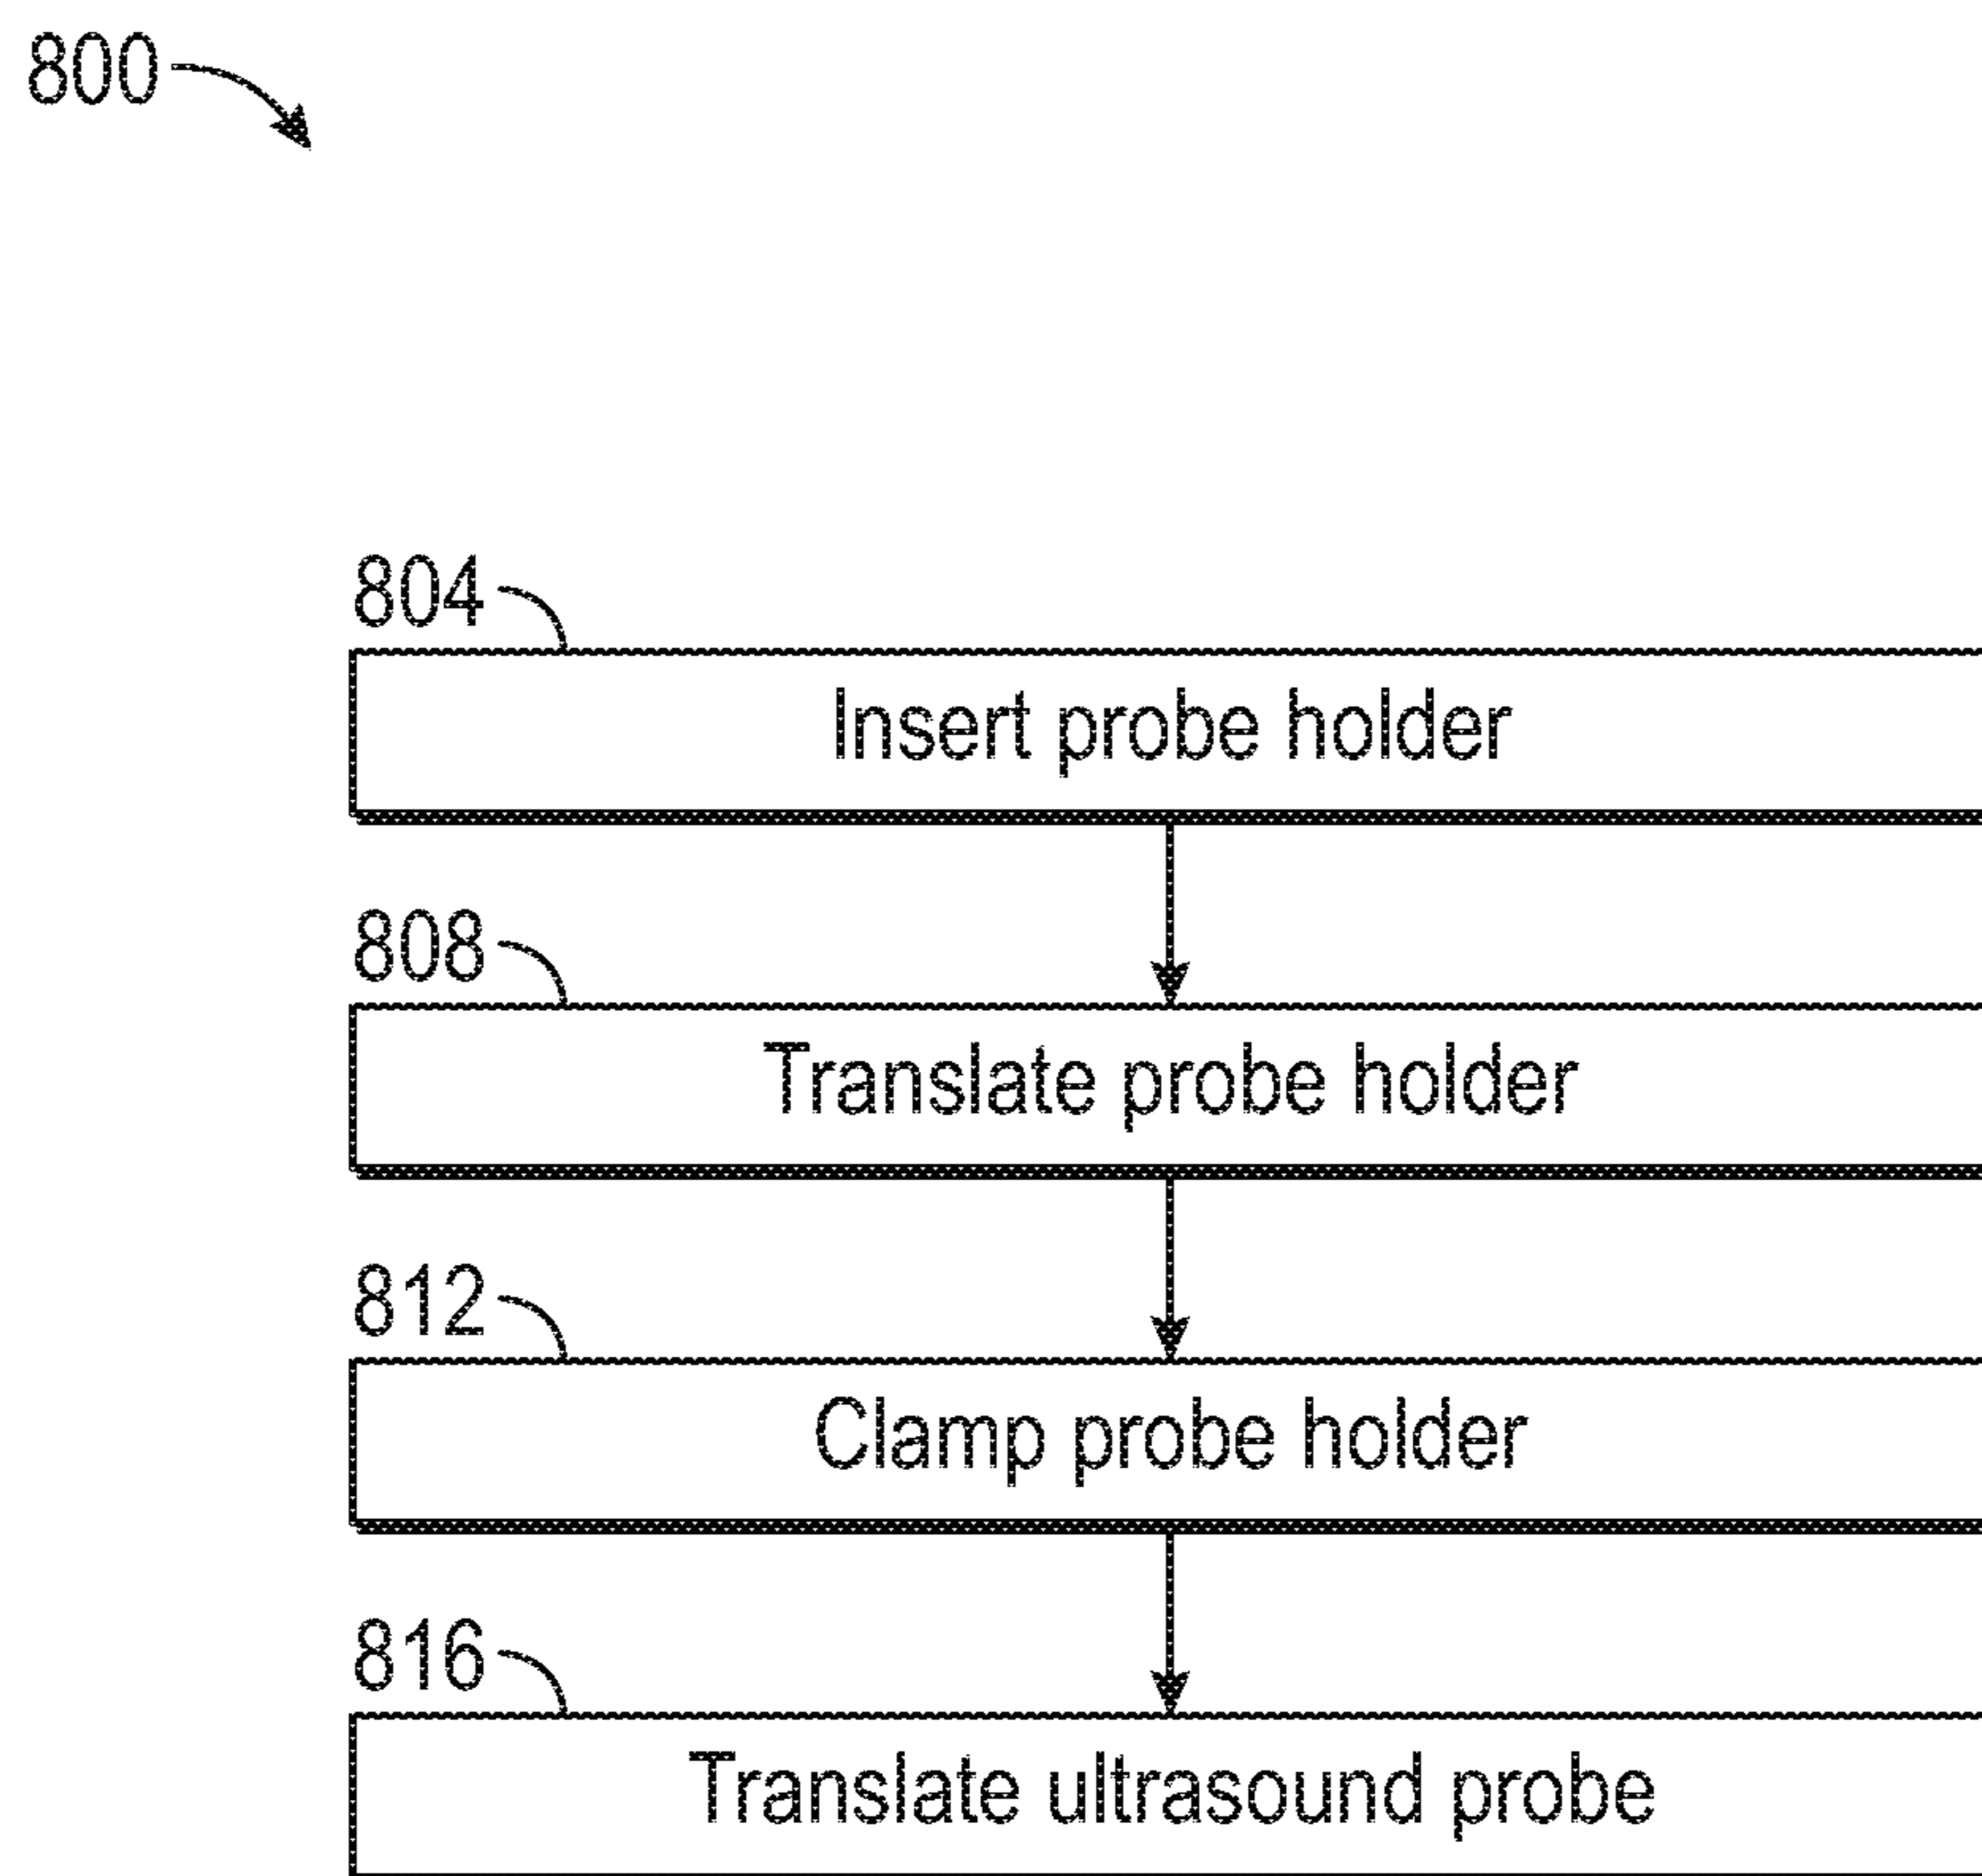 800
804
Insert probe holder
808
Translate probe holder
812
Clamp probe holder
816
Translate ultrasound probe